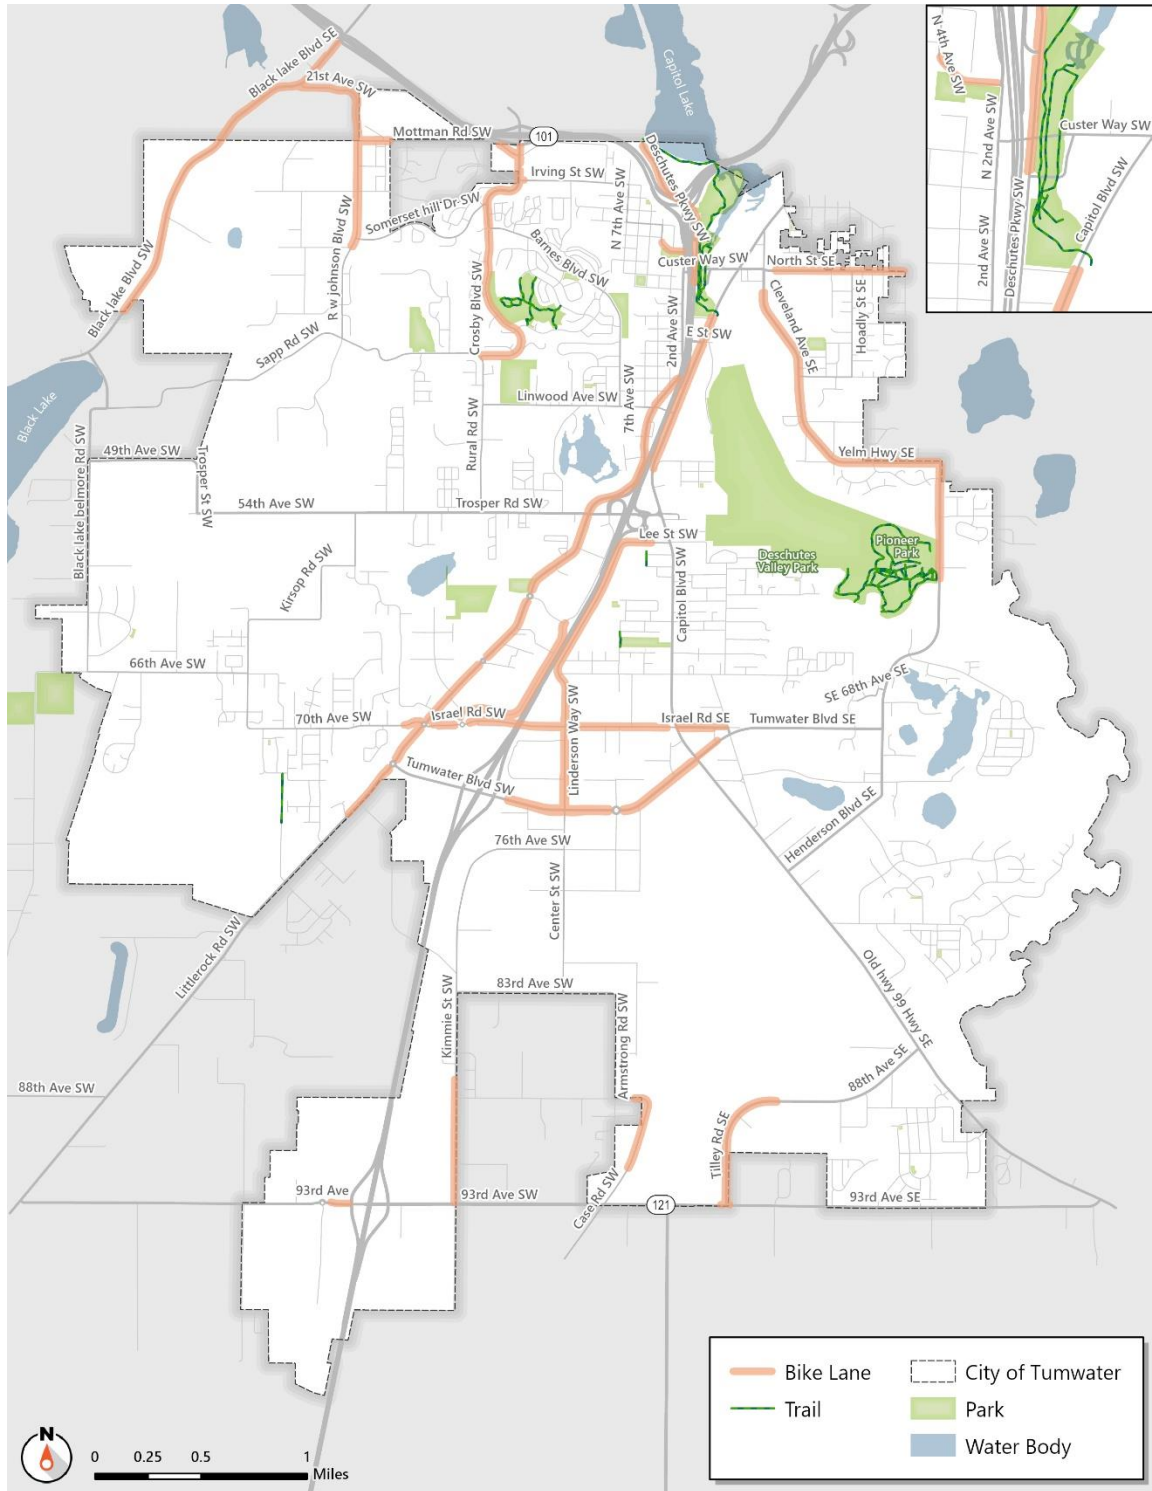 Black lake Blvd SE
21st Ave SW
Mottman Rd SW
101
Capitol Lake
Irving St SW
Deschutes Pkwy SW
Somerset hill Dr SW
N 7th Ave SW
R w Johnson Blvd SW
Barnes Blvd SW
Custer Way SW
North St SE
Black lake Blvd SW
Black lake Blvd SW
Crosby Blvd SW
2nd Ave SW
Cleveland Ave SE
Hoadly St SE
Sapp Rd SW
E St SW
Black Lake
Linwood Ave SW
7th Ave SW
Rural Rd SW
49th Ave SW
Trosper St SW
Yelm Hwy SE
Black lake belmore Rd SW
54th Ave SW
Trosper Rd SW
Lee St SW
Pioneer
Park
Deschutes
Valley Park
Kirsop Rd SW
Capitol Blvd SW
66th Ave SW
SE 68th Ave SE
70th Ave SW
Israel Rd SW
Linderson Way SW
Israel Rd SE
Tumwater Blvd SE
Tumwater Blvd SW
Henderson Blvd SE
76th Ave SW
Center St SW
Littlerock Rd SW
83rd Ave SW
Old hwy 99 Hwy SE
Kimmie St SW
Armstrong Rd SW
88th Ave SW
88th Ave SE
Tilley Rd SE
93rd Ave
93rd Ave SW
Case Rd SW
121
93rd Ave SE
N 4th Ave SW
N 2nd Ave SW
Custer Way SW
2nd Ave SW
Deschutes Pkwy SW
Capitol Blvd SW
Bike Lane
Trail
City of Tumwater
Park
Water Body
N
0 0.25 0.5 1
Miles